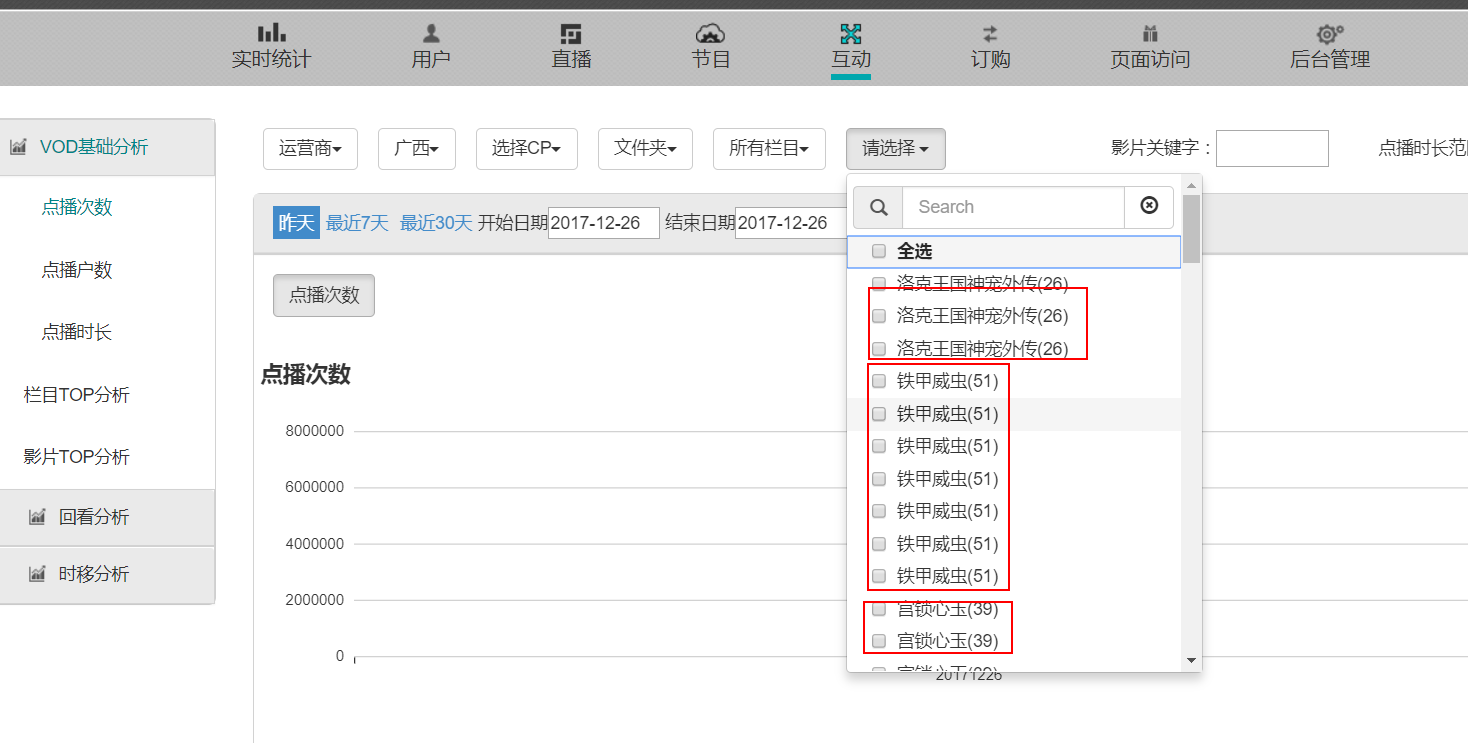 实时统计 用户 直播 节目 互动 订购 页面访问 后台管理
VOD基础分析
点播次数
点播户数
点播时长
栏目TOP分析
影片TOP分析
回看分析
时移分析
运营商 广西 选择CP 文件夹 所有栏目 请选择 影片关键字： 点播时长范
昨天 最近7天 最近30天 开始日期 2017-12-26 结束日期 2017-12-26
点播次数
点播次数
8000000
6000000
4000000
2000000
0
20171226
Search
全选
洛克王国神宠外传(26)
洛克王国神宠外传(26)
洛克王国神宠外传(26)
铁甲威虫(51)
铁甲威虫(51)
铁甲威虫(51)
铁甲威虫(51)
铁甲威虫(51)
铁甲威虫(51)
铁甲威虫(51)
宫锁心玉(39)
宫锁心玉(39)
宫锁心玉(39)